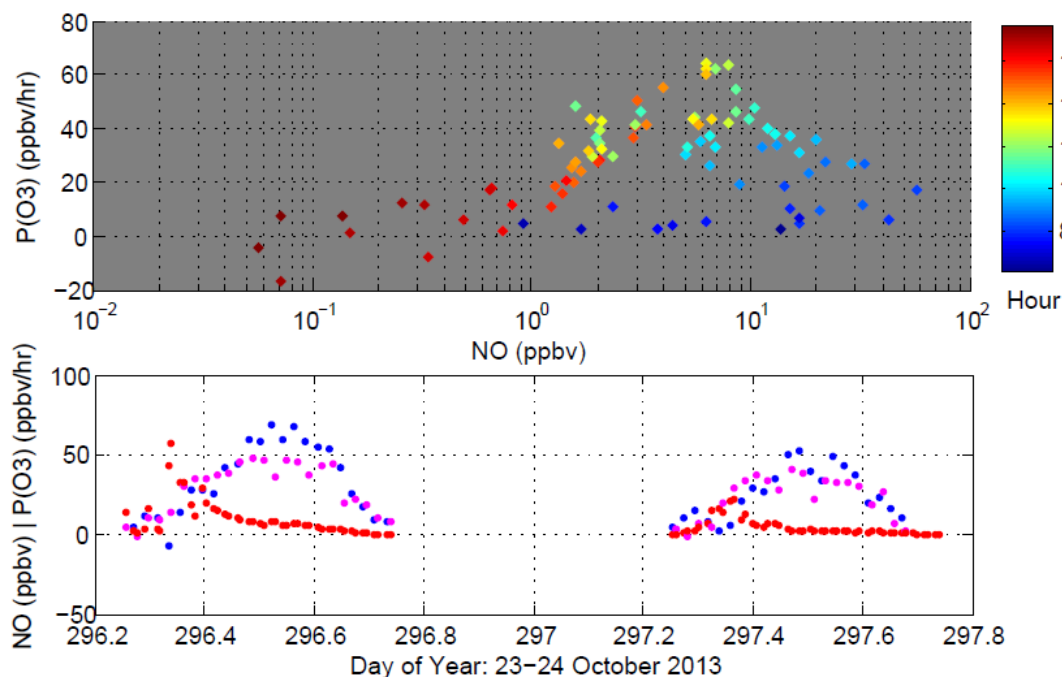 80
60
40
20
0
−20
P(O3) (ppbv/hr)
10^-2 10^-1 10^0 10^1 10^2
NO (ppbv)
Hour
100
50
0
−50
NO (ppbv) | P(O3) (ppbv/hr)
296.2 296.4 296.6 296.8 297 297.2 297.4 297.6 297.8
Day of Year: 23−24 October 2013